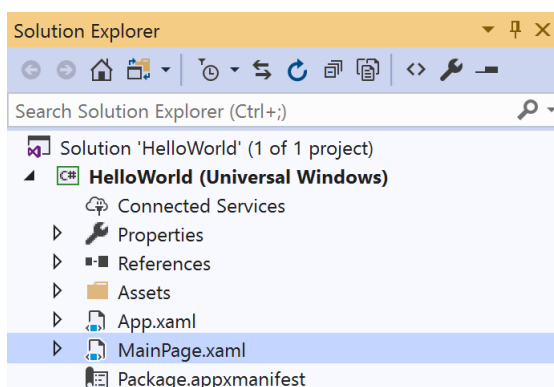 Solution Explorer
Search Solution Explorer (Ctrl+;)
Solution 'HelloWorld' (1 of 1 project)
C# HelloWorld (Universal Windows)
Connected Services
Properties
References
Assets
App.xaml
MainPage.xaml
Package.appxmanifest